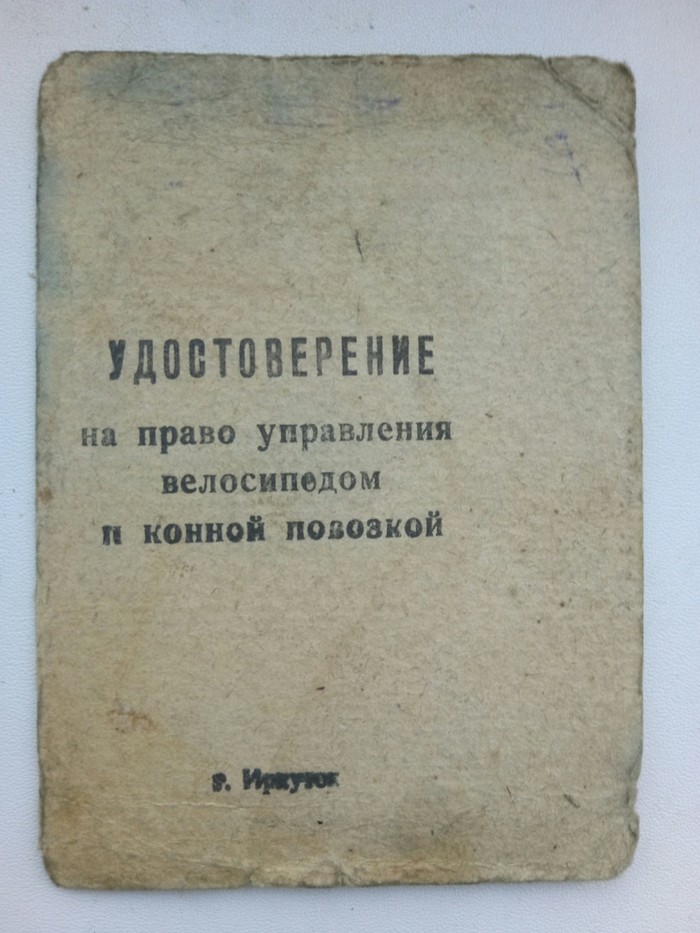 УДОСТОВЕРЕНИЕ
на право управления
велосипедом
и конной повозкой
г. Иркутск